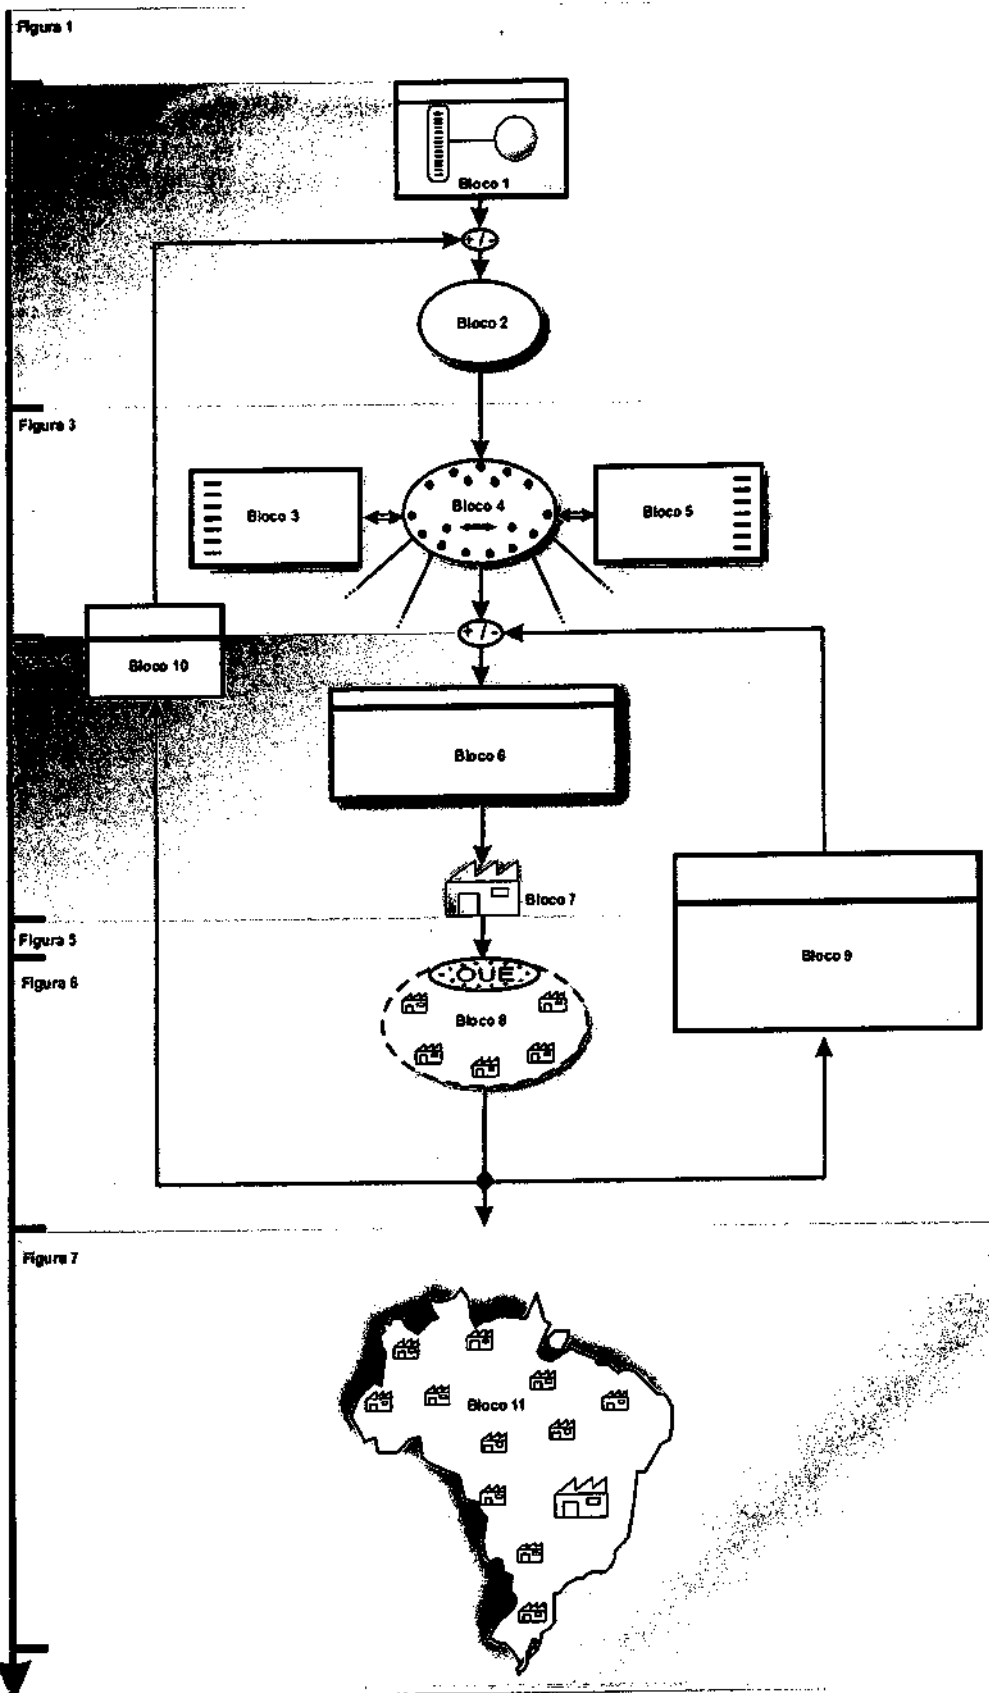 Figura 1
Bloco 1
+ / -
Bloco 2
Figura 3
Bloco 3
Bloco 4
Bloco 5
+ / -
Bloco 10
Bloco 6
Bloco 7
Figura 5
Bloco 9
Figura 6
OUE
Bloco 8
Figura 7
Bloco 11